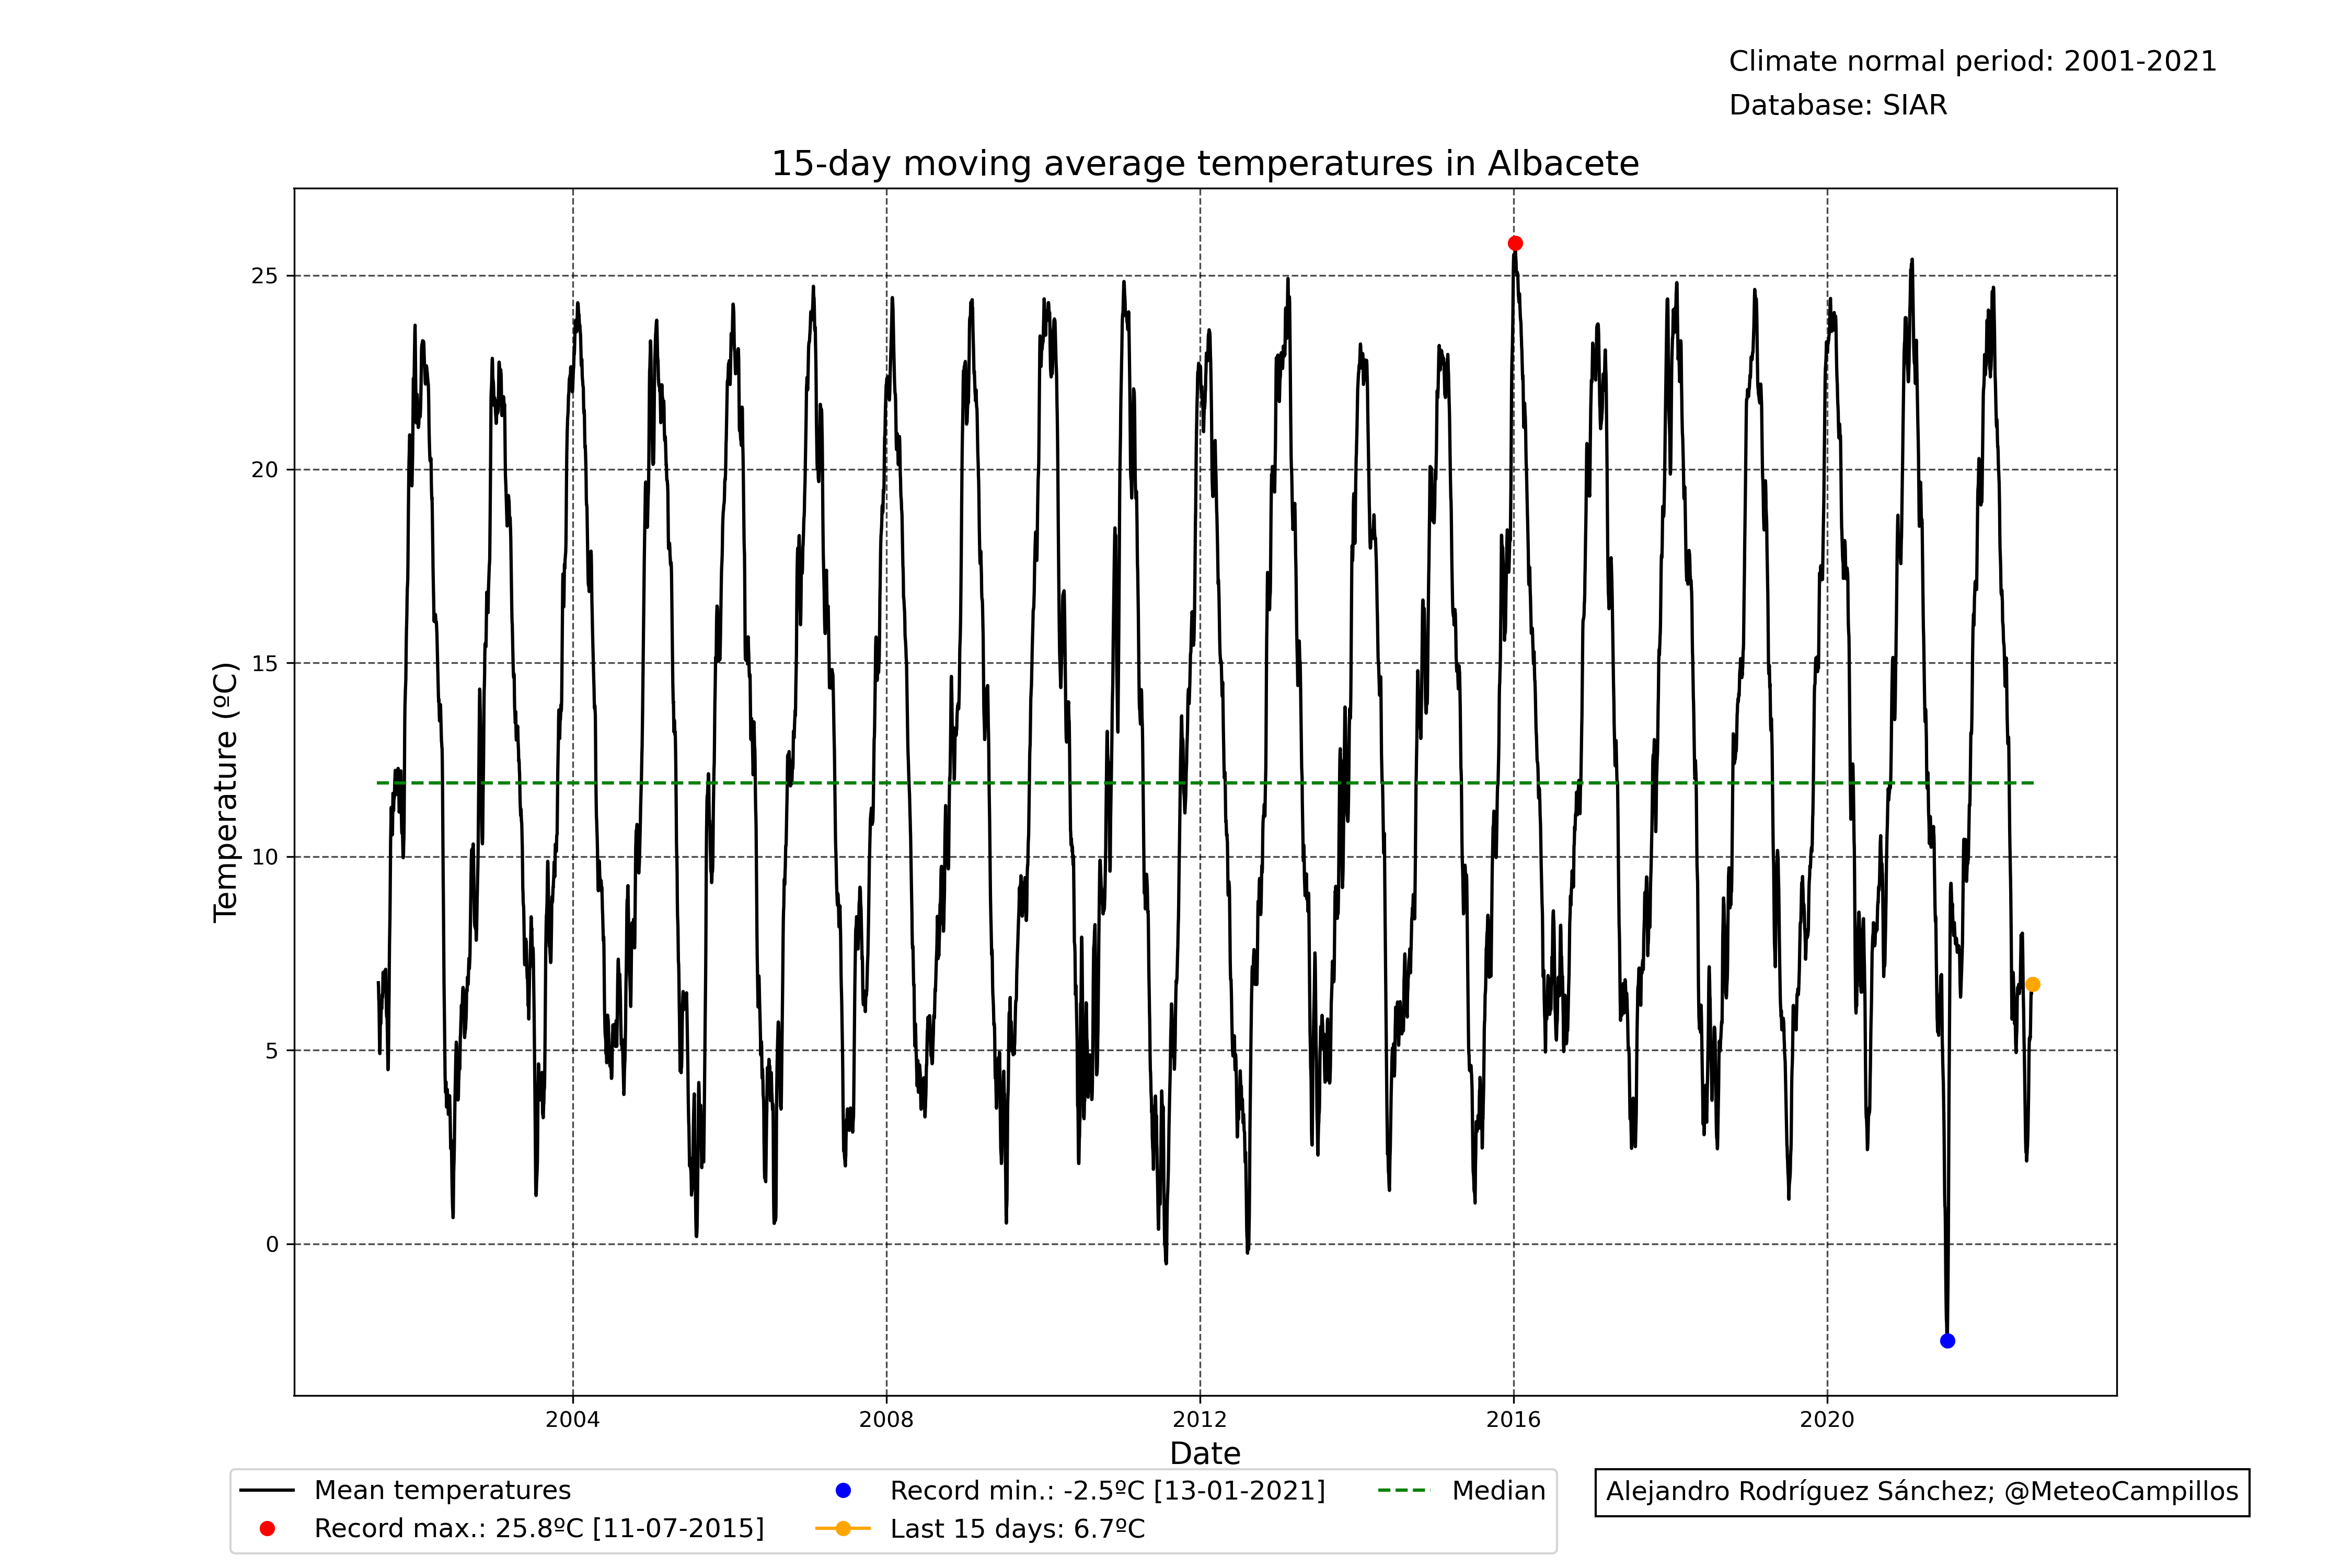 Climate normal period: 2001-2021
Database: SIAR
15-day moving average temperatures in Albacete
Temperature (ºC)
25
20
15
10
5
0
2004 2008 2012 2016 2020
Date
Mean temperatures
Record max.: 25.8ºC [11-07-2015]
Record min.: -2.5ºC [13-01-2021]
Last 15 days: 6.7ºC
Median
Alejandro Rodríguez Sánchez; @MeteoCampillos